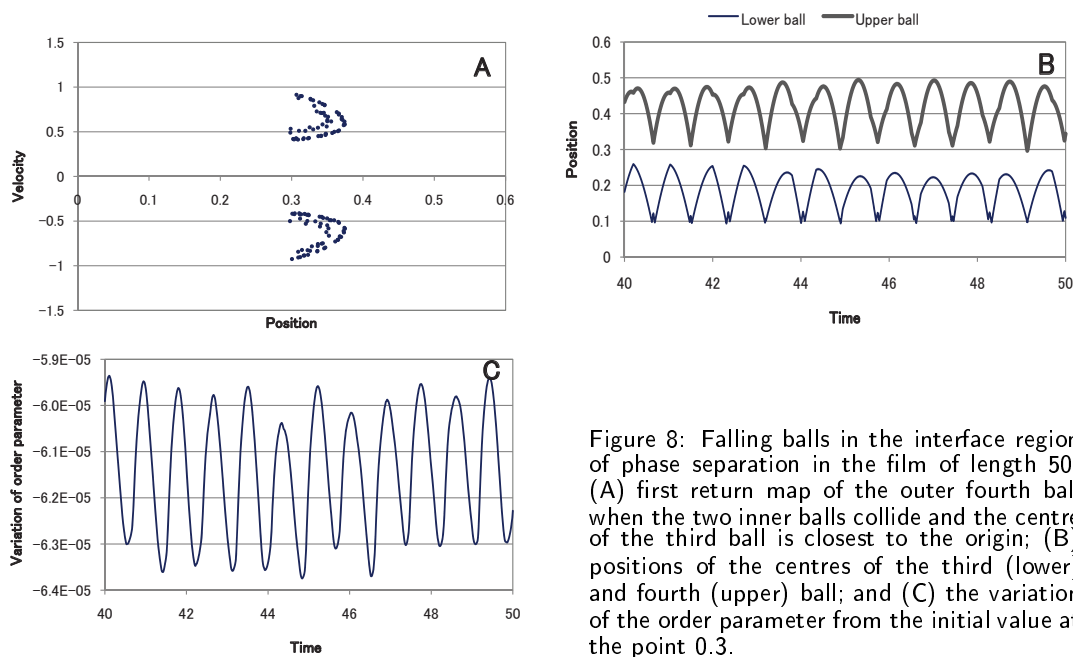 A
1.5
1
0.5
0
−0.5
−1
−1.5
0 0.1 0.2 0.3 0.4 0.5 0.6
Velocity
Position
Lower ball Upper ball
B
0.6
0.5
0.4
0.3
0.2
0.1
0
40 42 44 46 48 50
Position
Time
C
−5.9E−05
−6.0E−05
−6.1E−05
−6.2E−05
−6.3E−05
−6.4E−05
40 42 44 46 48 50
Variation of order parameter
Time
Figure 8: Falling balls in the interface region
of phase separation in the film of length 50
(A) first return map of the outer fourth ball
when the two inner balls collide and the centre
of the third ball is closest to the origin; (B)
positions of the centres of the third (lower)
and fourth (upper) ball; and (C) the variation
of the order parameter from the initial value at
the point 0.3.